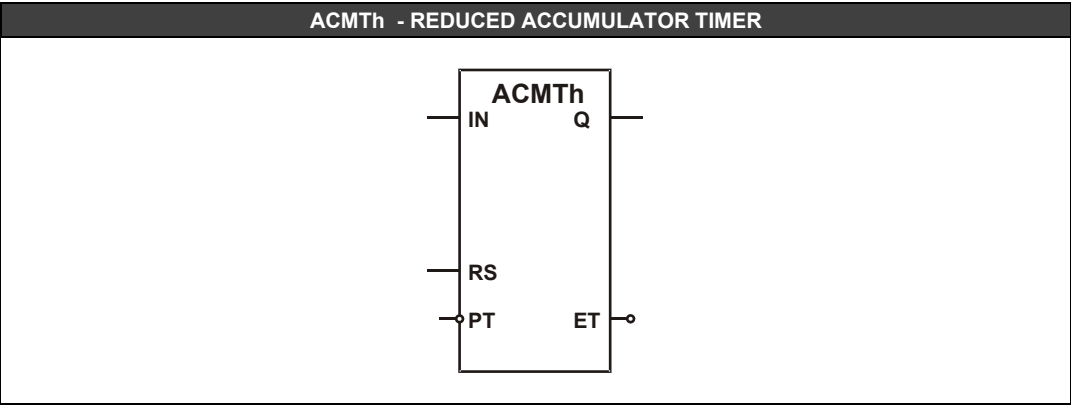 ACMTh - REDUCED ACCUMULATOR TIMER
ACMTh
IN Q
RS
PT ET